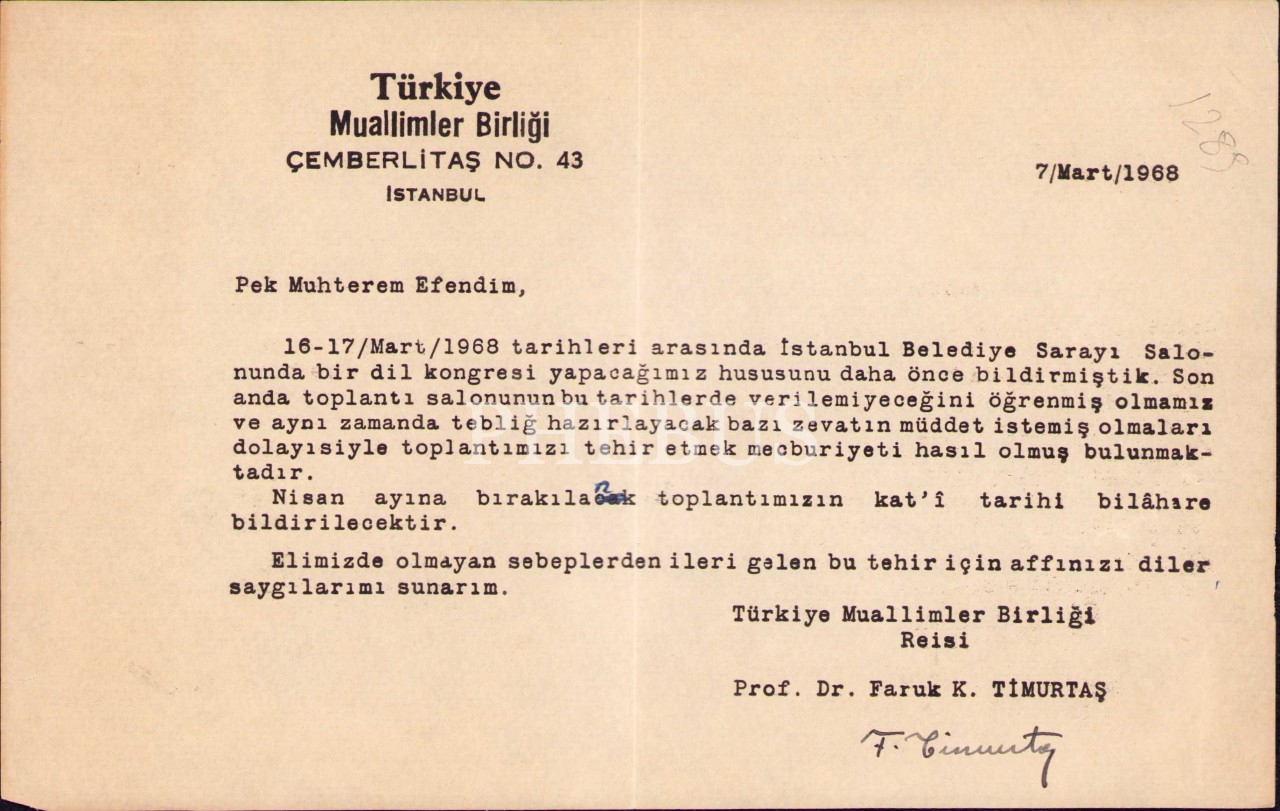 Türkiye
Muallimler Birliği
ÇEMBERLİTAŞ NO. 43
İSTANBUL
1289
7/Mart/1968
Pek Muhterem Efendim,
16-17/Mart/1968 tarihleri arasında İstanbul Belediye Sarayı Salo-
nunda bir dil kongresi yapacağımız hususunu daha önce bildirmiştik. Son
anda toplantı salonunun bu tarihlerde verilemiyeceğini öğrenmiş olmamız
ve aynı zamanda tebliğ hazırlayacak bazı zevatın müddet istemiş olmaları
dolayısiyle toplantımızı tehir etmek mecburiyeti hasıl olmuş bulunmak-
tadır.
PHEBUS
Nisan ayına bırakılan toplantımızın kat'î tarihi bilâhare
bildirilecektir.
Elimizde olmayan sebeplerden ileri gelen bu tehir için affınızı diler
saygılarımı sunarım.
Türkiye Muallimler Birliği
Reisi
Prof. Dr. Faruk K. TİMURTAŞ
F. Timurtaş